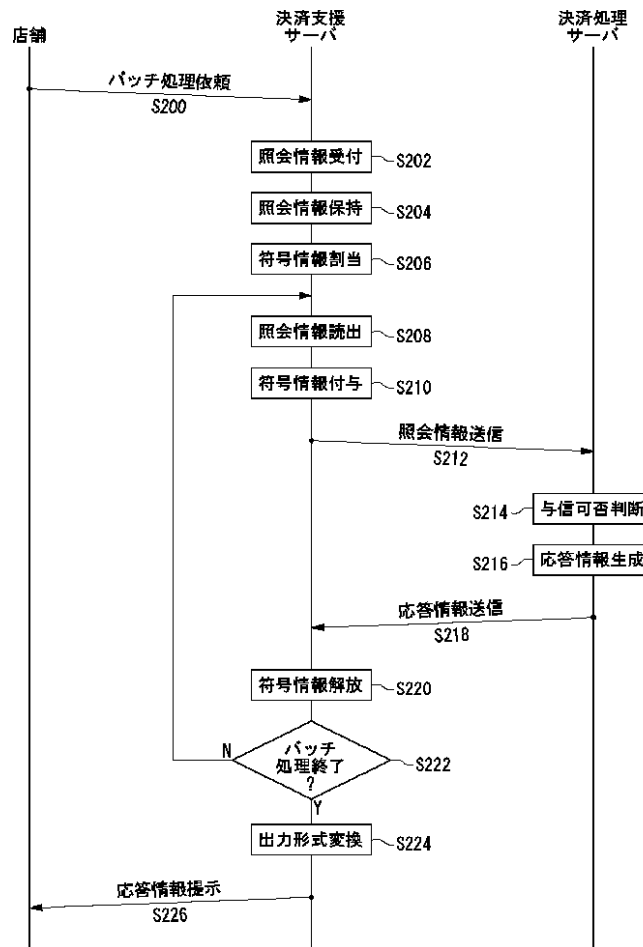 店舗
決済支援
サーバ
決済処理
サーバ
バッチ処理依頼
S200
照会情報受付
S202
照会情報保持
S204
符号情報割当
S206
照会情報読出
S208
符号情報付与
S210
照会情報送信
S212
S214
与信可否判断
S216
応答情報生成
応答情報送信
S218
符号情報解放
S220
N
バッチ
処理終了
?
S222
Y
出力形式変換
S224
応答情報提示
S226